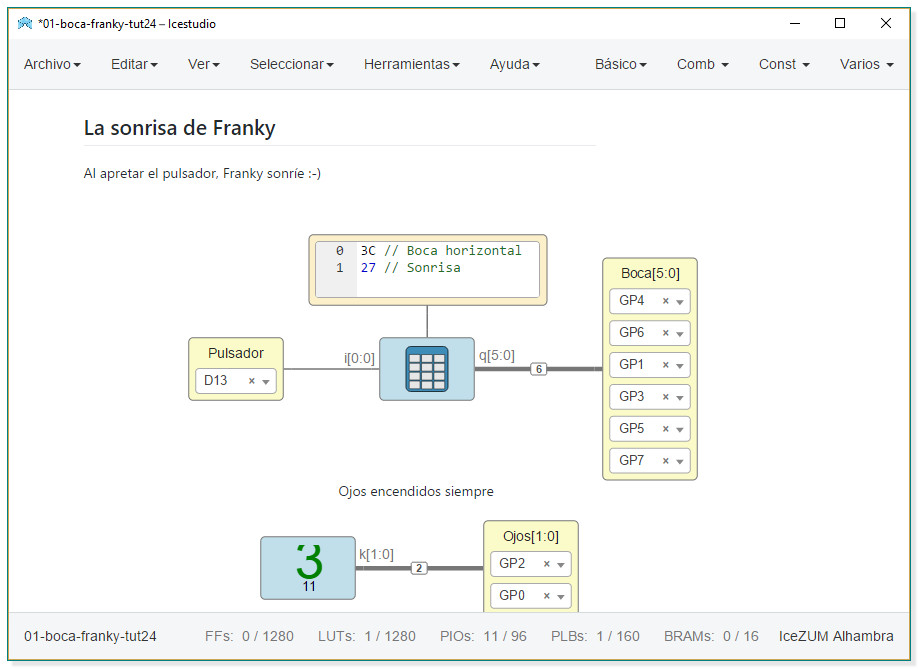 *01-boca-franky-tut24 – Icestudio
Archivo Editar Ver Seleccionar Herramientas Ayuda Básico Comb Const Varios
La sonrisa de Franky
Al apretar el pulsador, Franky sonríe :-)
0 3C // Boca horizontal
1 27 // Sonrisa
Pulsador
D13 ×
i[0:0]
q[5:0]
6
Boca[5:0]
GP4 ×
GP6 ×
GP1 ×
GP3 ×
GP5 ×
GP7 ×
Ojos encendidos siempre
3
11
k[1:0]
2
Ojos[1:0]
GP2 ×
GP0 ×
01-boca-franky-tut24 FFs: 0 / 1280 LUTs: 1 / 1280 PIOs: 11 / 96 PLBs: 1 / 160 BRAMs: 0 / 16 IceZUM Alhambra